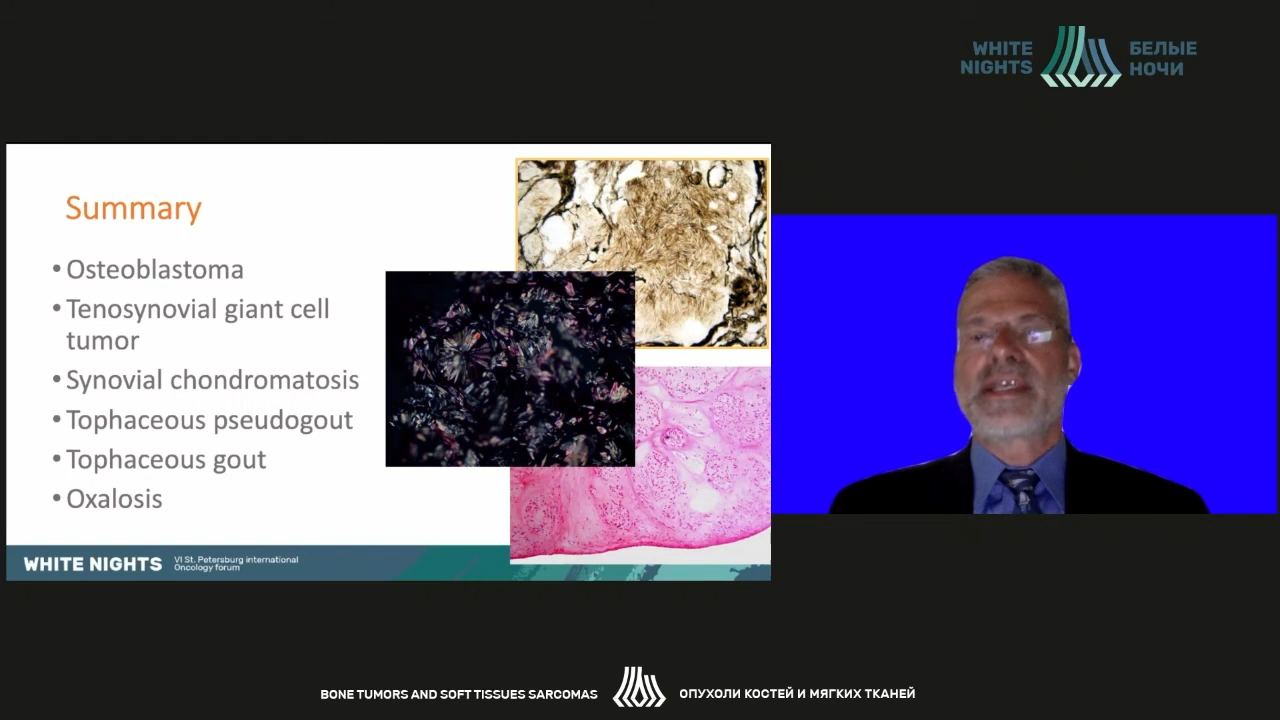 WHITE
NIGHTS
БЕЛЫЕ
НОЧИ
Summary
• Osteoblastoma
• Tenosynovial giant cell
tumor
• Synovial chondromatosis
• Tophaceous pseudogout
• Tophaceous gout
• Oxalosis
WHITE NIGHTS
VI St. Petersburg international
Oncology forum
BONE TUMORS AND SOFT TISSUES SARCOMAS
ОПУХОЛИ КОСТЕЙ И МЯГКИХ ТКАНЕЙ